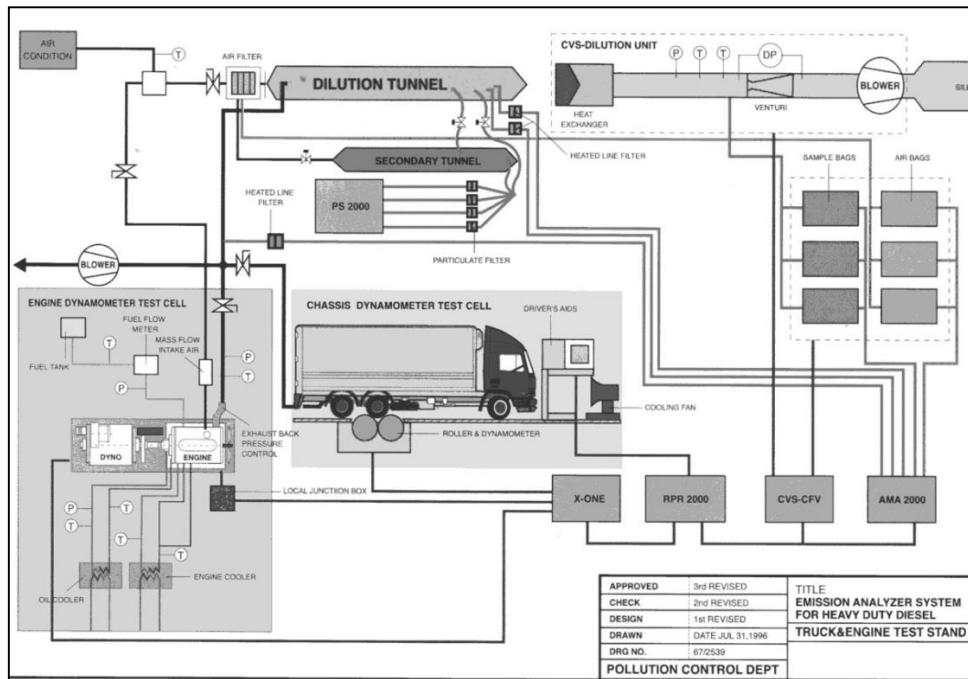 AIR
CONDITION
T
AIR FILTER
DILUTION TUNNEL
SECONDARY TUNNEL
HEATED LINE
FILTER
PS 2000
PARTICULATE FILTER
HEATED LINE
FILTER
CVS-DILUTION UNIT
P
T
T
DP
HEAT
EXCHANGER
VENTURI
BLOWER
SAMPLE BAGS
AIR BAGS
BLOWER
ENGINE DYNAMOMETER TEST CELL
FUEL FLOW
METER
MASS FLOW
INTAKE AIR
T
FUEL TANK
P
P
T
DYNO
ENGINE
EXHAUST BACK
PRESSURE
CONTROL
LOCAL JUNCTION BOX
P
T
T
T
T
OIL COOLER
ENGINE COOLER
CHASSIS DYNAMOMETER TEST CELL
DRIVER'S AIDS
COOLING FAN
ROLLER & DYNAMOMETER
X-ONE
RPR 2000
CVS-CFV
AMA 2000
APPROVED 3rd REVISED
CHECK 2nd REVISED
DESIGN 1st REVISED
DRAWN DATE JUL 31,1996
DRG NO. 67/2539
POLLUTION CONTROL DEPT
TITLE
EMISSION ANALYZER SYSTEM
FOR HEAVY DUTY DIESEL
TRUCK&ENGINE TEST STAND